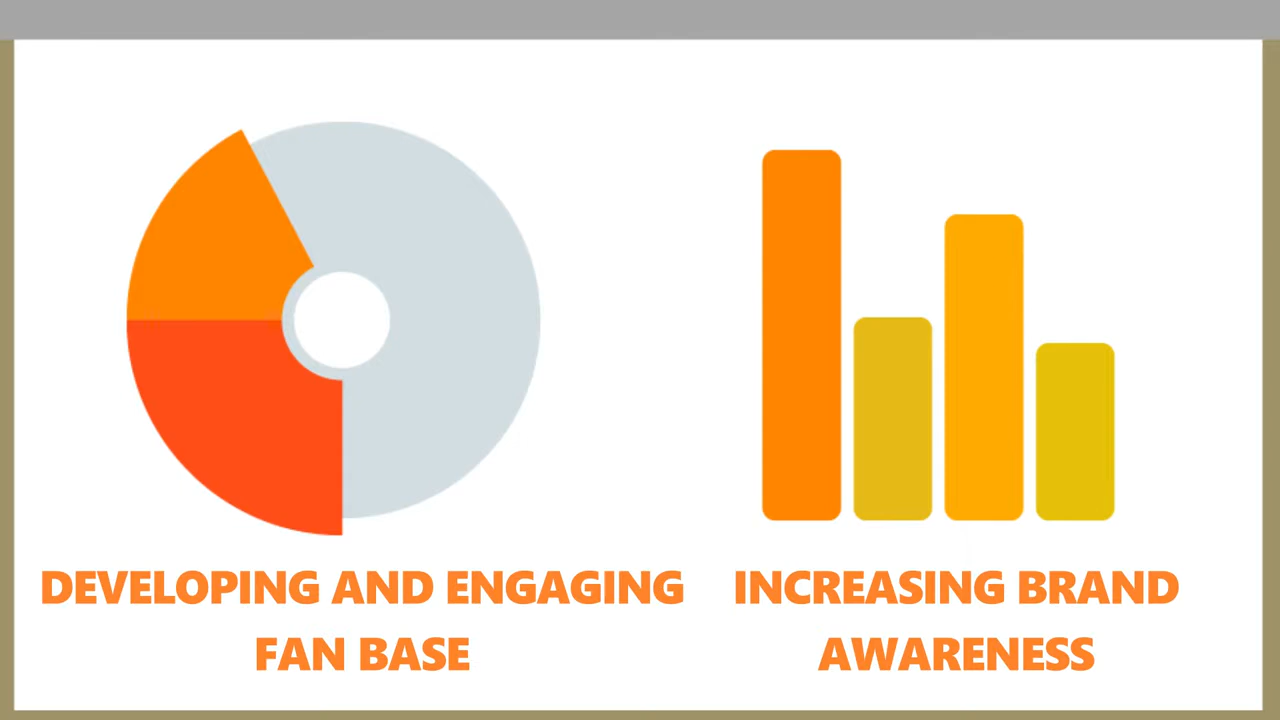 DEVELOPING AND ENGAGING
FAN BASE
INCREASING BRAND
AWARENESS